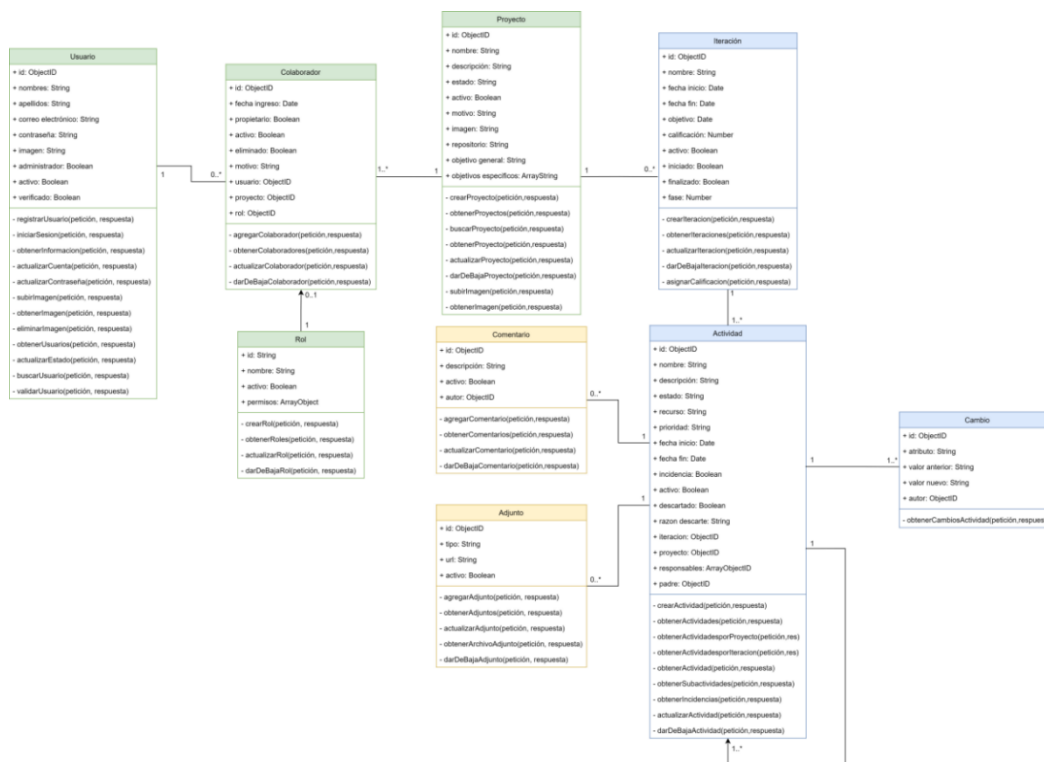 Usuario
+ id: ObjectID
+ nombres: String
+ apellidos: String
+ correo electrónico: String
+ contraseña: String
+ imagen: String
+ administrador: Boolean
+ activo: Boolean
+ verificado: Boolean
- registrarUsuario(petición, respuesta)
- iniciarSesion(petición, respuesta)
- obtenerInformacion(petición, respuesta)
- actualizarCuenta(petición, respuesta)
- actualizarContraseña(petición, respuesta)
- subirImagen(petición, respuesta)
- obtenerImagen(petición, respuesta)
- eliminarImagen(petición, respuesta)
- obtenerUsuarios(petición, respuesta)
- actualizarEstado(petición, respuesta)
- buscarUsuario(petición, respuesta)
- validarUsuario(petición, respuesta)
1
0..*
Colaborador
+ id: ObjectID
+ fecha ingreso: Date
+ propietario: Boolean
+ activo: Boolean
+ eliminado: Boolean
+ motivo: String
+ usuario: ObjectID
+ proyecto: ObjectID
+ rol: ObjectID
- agregarColaborador(petición,respuesta)
- obtenerColaboradores(petición,respuesta)
- actualizarColaborador(petición,respuesta)
- darDeBajaColaborador(petición,respuesta)
1..*
1
0..1
1
Rol
+ id: String
+ nombre: String
+ activo: Boolean
+ permisos: ArrayObject
- crearRol(petición, respuesta)
- obtenerRoles(petición, respuesta)
- actualizarRol(petición, respuesta)
- darDeBajaRol(petición, respuesta)
Proyecto
+ id: ObjectID
+ nombre: String
+ descripción: String
+ estado: String
+ activo: Boolean
+ motivo: String
+ imagen: String
+ repositorio: String
+ objetivo general: String
+ objetivos específicos: ArrayString
- crearProyecto(petición,respuesta)
- obtenerProyectos(petición,respuesta)
- buscarProyecto(petición,respuesta)
- obtenerProyecto(petición,respuesta)
- actualizarProyecto(petición,respuesta)
- darDeBajaProyecto(petición,respuesta)
- subirImagen(petición,respuesta)
- obtenerImagen(petición,respuesta)
1
0..*
Iteración
+ id: ObjectID
+ nombre: String
+ fecha inicio: Date
+ fecha fin: Date
+ objetivo: Date
+ calificación: Number
+ activo: Boolean
+ iniciado: Boolean
+ finalizado: Boolean
+ fase: Number
- crearIteracion(petición,respuesta)
- obtenerIteraciones(petición,respuesta)
- actualizarIteracion(petición,respuesta)
- darDeBajaIteracion(petición,respuesta)
- asignarCalificacion(petición,respuesta)
1
1..*
Comentario
+ id: ObjectID
+ descripción: String
+ activo: Boolean
+ autor: ObjectID
- agregarComentario(petición,respuesta)
- obtenerComentarios(petición,respuesta)
- actualizarComentario(petición,respuesta)
- darDeBajaComentario(petición,respuesta)
0..*
1
Adjunto
+ id: ObjectID
+ tipo: String
+ url: String
+ activo: Boolean
- agregarAdjunto(petición, respuesta)
- obtenerAdjuntos(petición, respuesta)
- actualizarAdjunto(petición, respuesta)
- obtenerArchivoAdjunto(petición, respuesta)
- darDeBajaAdjunto(petición, respuesta)
1
0..*
Actividad
+ id: ObjectID
+ nombre: String
+ descripción: String
+ estado: String
+ recurso: String
+ prioridad: String
+ fecha inicio: Date
+ fecha fin: Date
+ incidencia: Boolean
+ activo: Boolean
+ descartado: Boolean
+ razon descarte: String
+ iteracion: ObjectID
+ proyecto: ObjectID
+ responsables: ArrayObjectID
+ padre: ObjectID
- crearActividad(petición,respuesta)
- obtenerActividades(petición,respuesta)
- obtenerActividadesporProyecto(petición,res)
- obtenerActividadesporIteracion(petición,res)
- obtenerActividad(petición,respuesta)
- obtenerSubactividades(petición,respuesta)
- obtenerIncidencias(petición,respuesta)
- actualizarActividad(petición,respuesta)
- darDeBajaActividad(petición,respuesta)
1
1..*
1
1..*
Cambio
+ id: ObjectID
+ atributo: String
+ valor anterior: String
+ valor nuevo: String
+ autor: ObjectID
- obtenerCambiosActividad(petición,respues